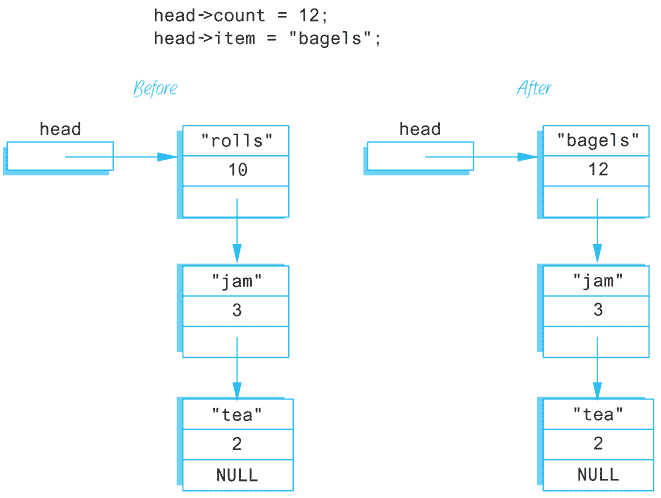 head->count = 12;
head->item = "bagels";
Before
After
head
"rolls"
10
"jam"
3
"tea"
2
NULL
head
"bagels"
12
"jam"
3
"tea"
2
NULL